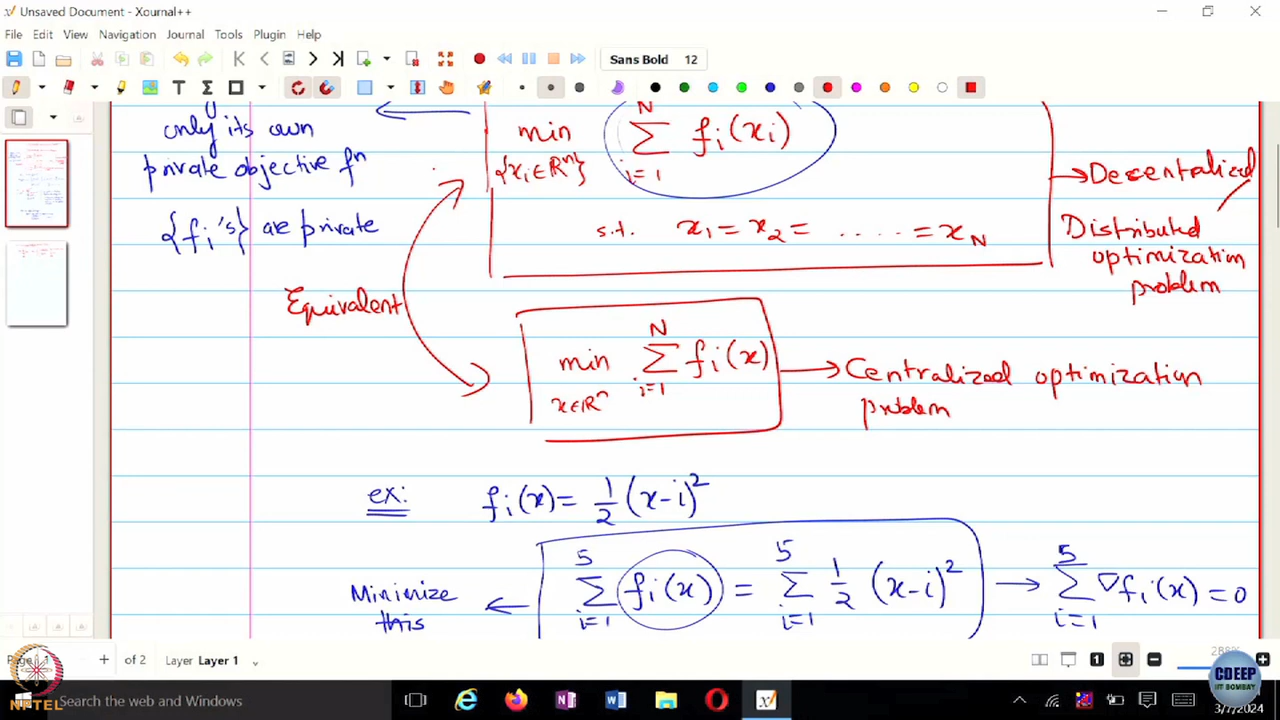 Unsaved Document - Xournal++
File Edit View Navigation Journal Tools Plugin Help
Sans Bold 12
only its own
private objective fⁿ
{fᵢ's} are private
min {xᵢ∈ℝⁿ} N ∑ i=1 fᵢ(xᵢ)
s.t. x₁ = x₂ = ..... = x_N
Decentralized
Distributed
optimization
problem
Equivalent
min x∈ℝⁿ N ∑ i=1 fᵢ(x)
Centralized optimization
problem
ex: fᵢ(x) = 1/2 (x-i)²
Minimize
this
5 ∑ i=1 fᵢ(x) = 5 ∑ i=1 1/2 (x-i)² → 5 ∑ i=1 ∇fᵢ(x) = 0
Page 1 of 2 Layer Layer 1
288%
Search the web and Windows
NPTEL
CDEEP
IIT BOMBAY
3/7/2024